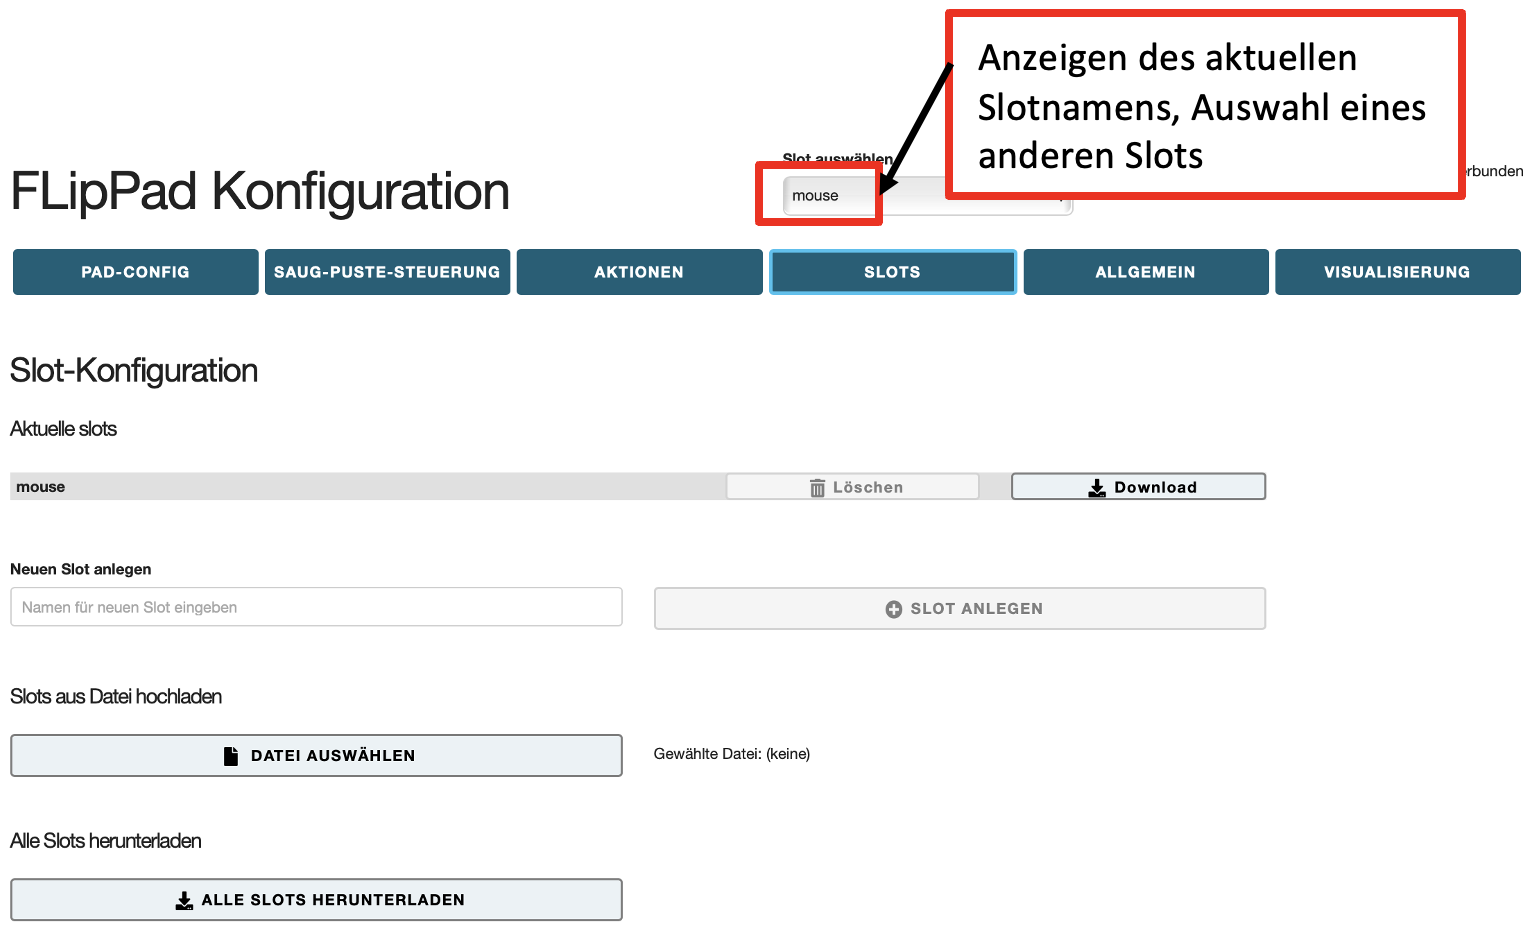 Anzeigen des aktuellen
Slotnamens, Auswahl eines
anderen Slots
Slot auswählen
FLipPad Konfiguration
mouse
PAD-CONFIG
SAUG-PUSTE-STEUERUNG
AKTIONEN
SLOTS
ALLGEMEIN
VISUALISIERUNG
Slot-Konfiguration
Aktuelle slots
mouse
Löschen
Download
Neuen Slot anlegen
Namen für neuen Slot eingeben
SLOT ANLEGEN
Slots aus Datei hochladen
DATEI AUSWÄHLEN
Gewählte Datei: (keine)
Alle Slots herunterladen
ALLE SLOTS HERUNTERLADEN